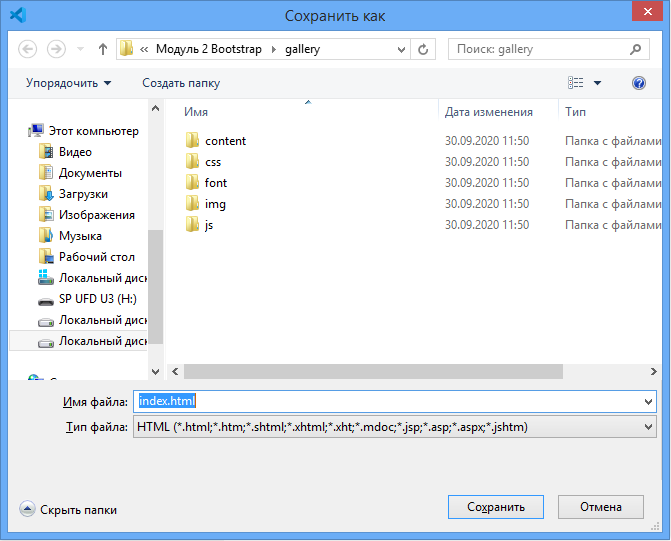 Сохранить как
« Модуль 2 Bootstrap gallery
Поиск: gallery
Упорядочить Создать папку
Имя Дата изменения Тип
Этот компьютер
Видео
Документы
Загрузки
Изображения
Музыка
Рабочий стол
Локальный диск
SP UFD U3 (H:)
Локальный диск
Локальный диск
content 30.09.2020 11:50 Папка с файлами
css 30.09.2020 11:50 Папка с файлами
font 30.09.2020 11:50 Папка с файлами
img 30.09.2020 11:50 Папка с файлами
js 30.09.2020 11:50 Папка с файлами
Имя файла: index.html
Тип файла: HTML (*.html;*.htm;*.shtml;*.xhtml;*.xht;*.mdoc;*.jsp;*.asp;*.aspx;*.jshtm)
Скрыть папки Сохранить Отмена